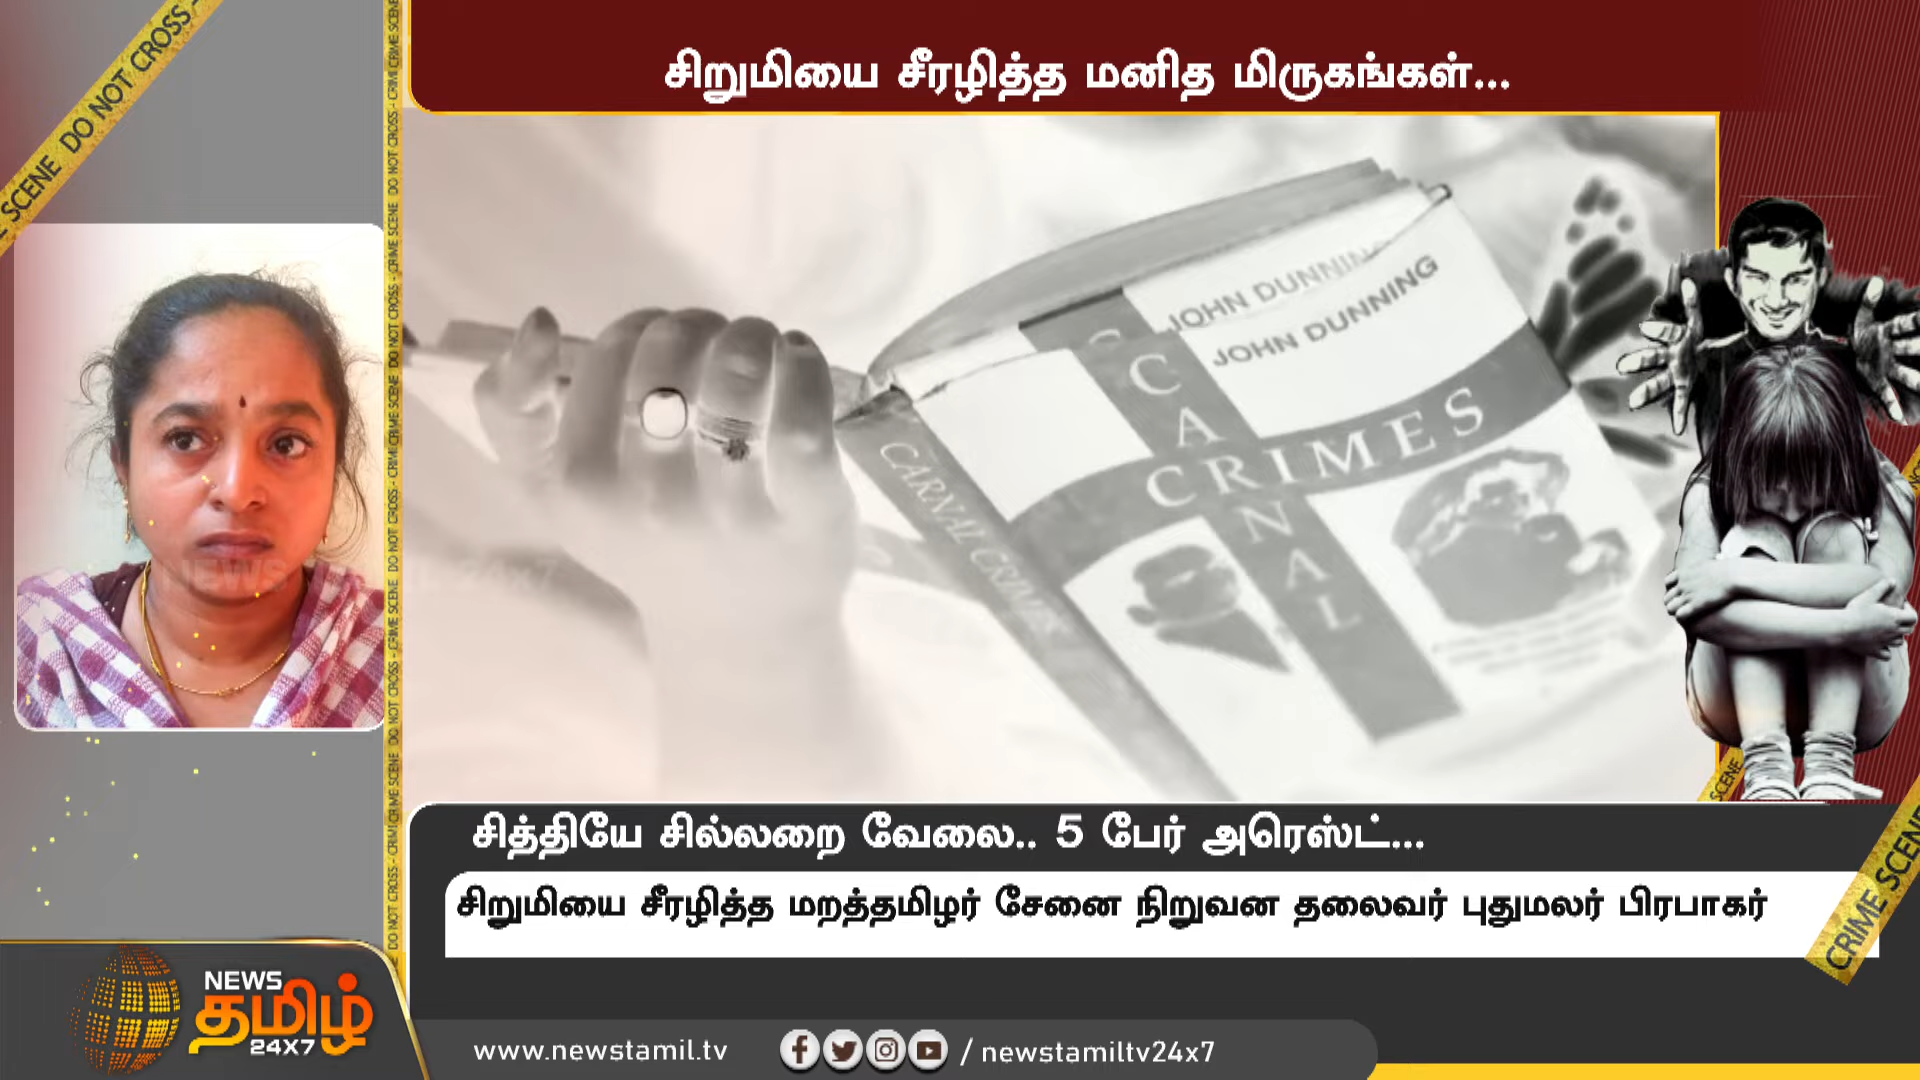 சிறுமியை சீரழித்த மனித மிருகங்கள்...
SCENE DO NOT CROSS
JOHN DUNNING
JOHN DUNNING
CARNAL
CRIMES
CARNAL CRIMES
NEWS
சித்தியே சில்லறை வேலை.. 5 பேர் அரெஸ்ட்...
சிறுமியை சீரழித்த மறத்தமிழர் சேனை நிறுவன தலைவர் புதுமலர் பிரபாகர்
SCENE
CRIME SCENE
NEWS
தமிழ்
24X7
www.newstamil.tv
/ newstamiltv24x7